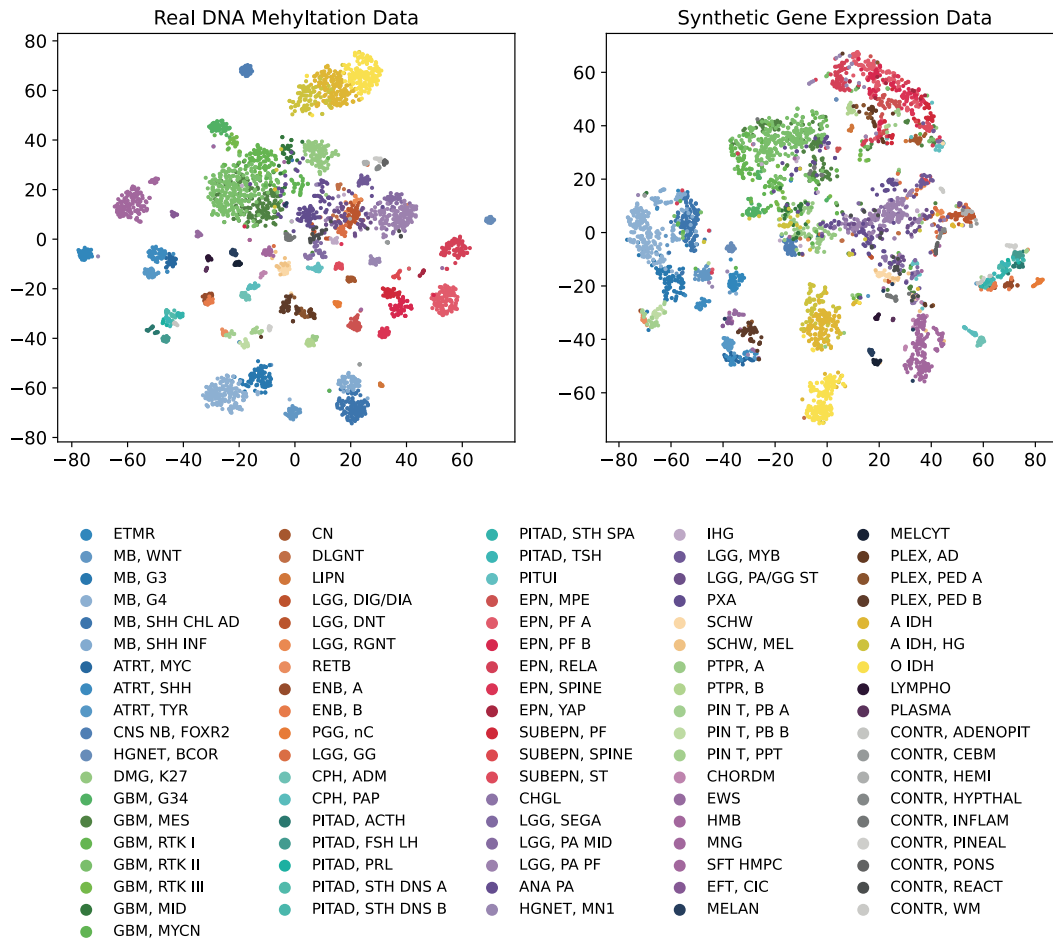 Real DNA Mehyltation Data
Synthetic Gene Expression Data
80
60
40
20
0
−20
−40
−60
−80
−80 −60 −40 −20 0 20 40 60
60
40
20
0
−20
−40
−60
−80 −60 −40 −20 0 20 40 60 80
ETMR
MB, WNT
MB, G3
MB, G4
MB, SHH CHL AD
MB, SHH INF
ATRT, MYC
ATRT, SHH
ATRT, TYR
CNS NB, FOXR2
HGNET, BCOR
DMG, K27
GBM, G34
GBM, MES
GBM, RTK I
GBM, RTK II
GBM, RTK III
GBM, MID
GBM, MYCN
CN
DLGNT
LIPN
LGG, DIG/DIA
LGG, DNT
LGG, RGNT
RETB
ENB, A
ENB, B
PGG, nC
LGG, GG
CPH, ADM
CPH, PAP
PITAD, ACTH
PITAD, FSH LH
PITAD, PRL
PITAD, STH DNS A
PITAD, STH DNS B
PITAD, STH SPA
PITAD, TSH
PITUI
EPN, MPE
EPN, PF A
EPN, PF B
EPN, RELA
EPN, SPINE
EPN, YAP
SUBEPN, PF
SUBEPN, SPINE
SUBEPN, ST
CHGL
LGG, SEGA
LGG, PA MID
LGG, PA PF
ANA PA
HGNET, MN1
IHG
LGG, MYB
LGG, PA/GG ST
PXA
SCHW
SCHW, MEL
PTPR, A
PTPR, B
PIN T, PB A
PIN T, PB B
PIN T, PPT
CHORDM
EWS
HMB
MNG
SFT HMPC
EFT, CIC
MELAN
MELCYT
PLEX, AD
PLEX, PED A
PLEX, PED B
A IDH
A IDH, HG
O IDH
LYMPHO
PLASMA
CONTR, ADENOPIT
CONTR, CEBM
CONTR, HEMI
CONTR, HYPTHAL
CONTR, INFLAM
CONTR, PINEAL
CONTR, PONS
CONTR, REACT
CONTR, WM